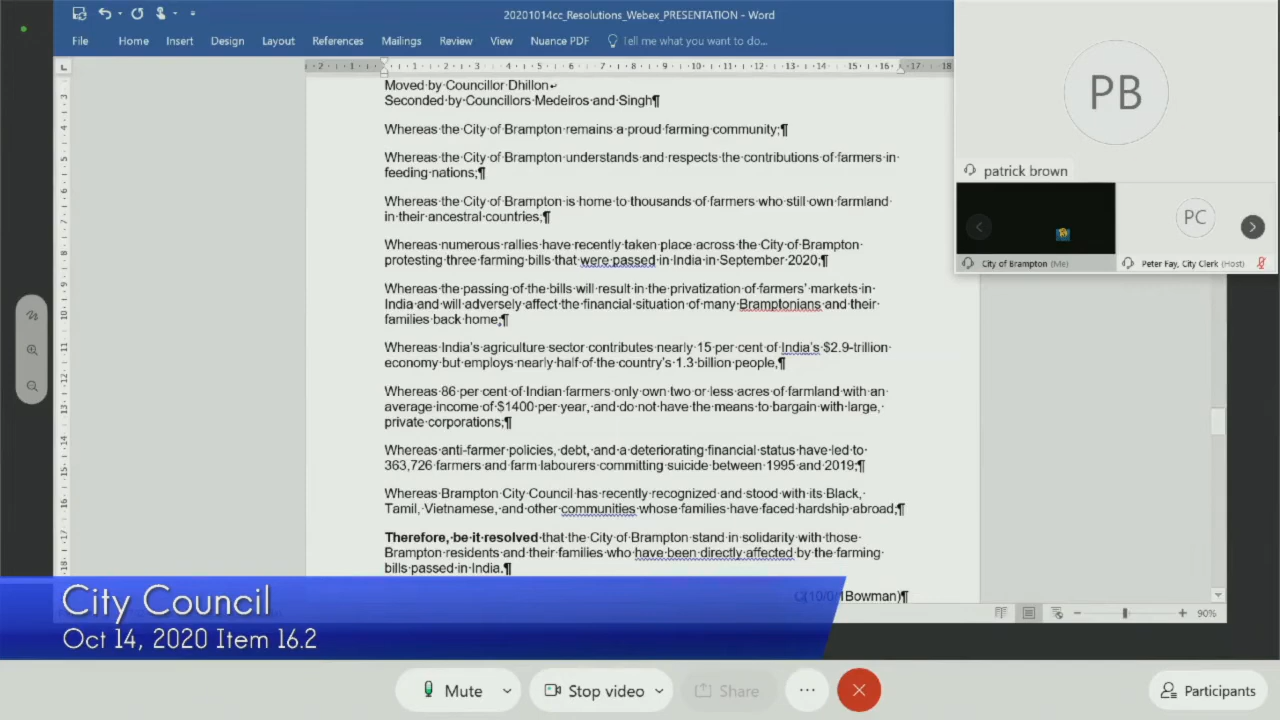 20201014cc_Resolutions_Webex_PRESENTATION - Word
File Home Insert Design Layout References Mailings Review View Nuance PDF Tell me what you want to do...
Moved by Councillor Dhillon
Seconded by Councillors Medeiros and Singh¶
Whereas the City of Brampton remains a proud farming community;¶
Whereas the City of Brampton understands and respects the contributions of farmers in
feeding nations;¶
Whereas the City of Brampton is home to thousands of farmers who still own farmland
in their ancestral countries;¶
Whereas numerous rallies have recently taken place across the City of Brampton
protesting three farming bills that were passed in India in September 2020;¶
Whereas the passing of the bills will result in the privatization of farmers' markets in
India and will adversely affect the financial situation of many Bramptonians and their
families back home;¶
Whereas India's agriculture sector contributes nearly 15 per cent of India's $2.9-trillion
economy but employs nearly half of the country's 1.3 billion people,¶
Whereas 86 per cent of Indian farmers only own two or less acres of farmland with an
average income of $1400 per year, and do not have the means to bargain with large,
private corporations;¶
Whereas anti-farmer policies, debt, and a deteriorating financial status have led to
363,726 farmers and farm labourers committing suicide between 1995 and 2019;¶
Whereas Brampton City Council has recently recognized and stood with its Black,
Tamil, Vietnamese, and other communities whose families have faced hardship abroad;¶
Therefore, be it resolved that the City of Brampton stand in solidarity with those
Brampton residents and their families who have been directly affected by the farming
bills passed in India.¶
Bowman)¶
90%
PB
patrick brown
PC
City of Brampton (Me)
Peter Fay, City Clerk (Host)
City Council
Oct 14, 2020 Item 16.2
Mute
Stop video
Share
Participants